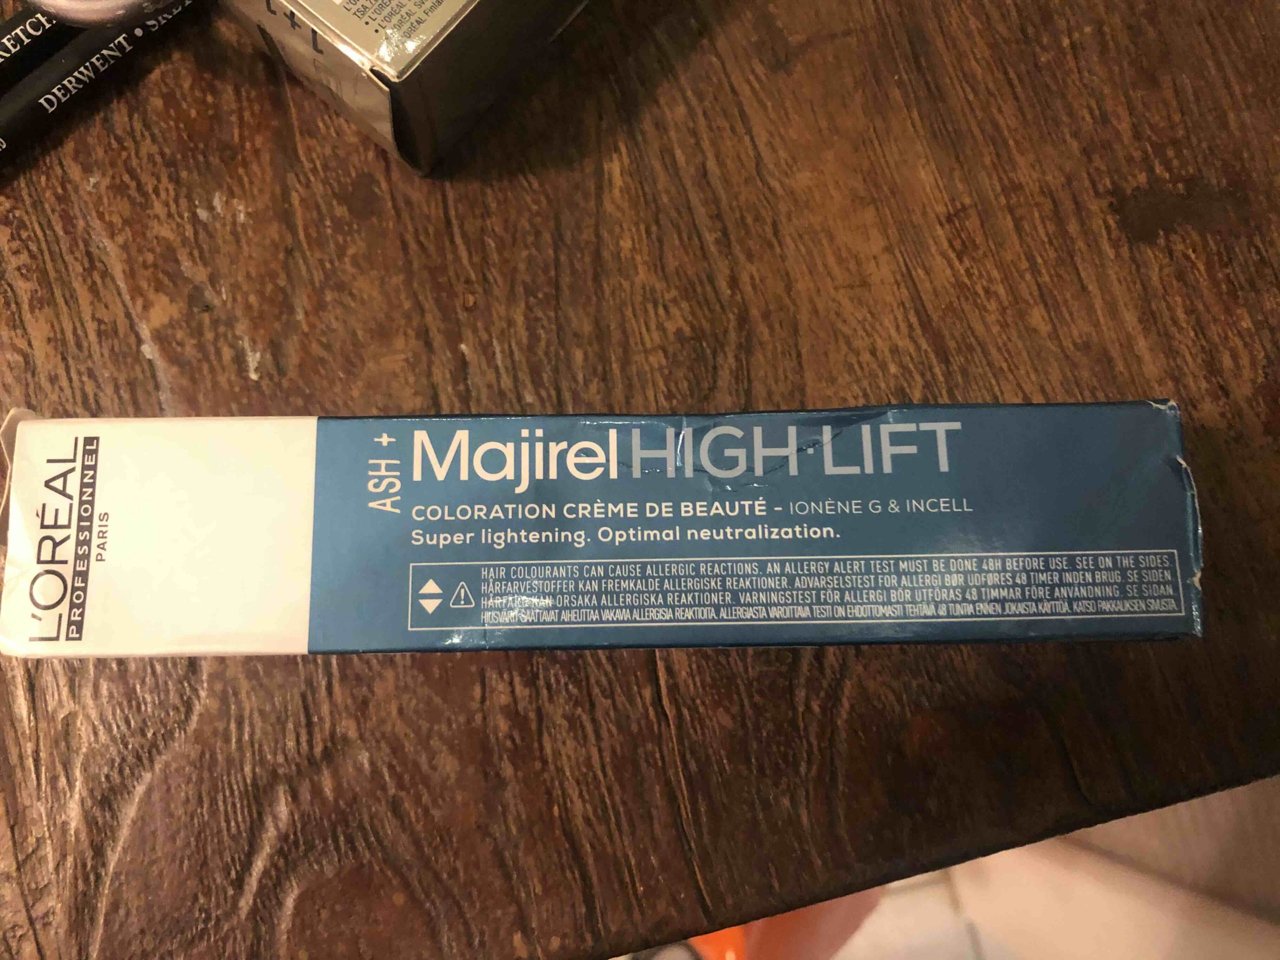 DERWENT • SKET
L'ORÉAL
PROFESSIONNEL
PARIS
ASH +
Majirel HIGH·LIFT
COLORATION CRÈME DE BEAUTÉ - IONÈNE G & INCELL
Super lightening. Optimal neutralization.
HAIR COLOURANTS CAN CAUSE ALLERGIC REACTIONS. AN ALLERGY ALERT TEST MUST BE DONE 48H BEFORE USE. SEE ON THE SIDES.
HÅRFARVESTOFFER KAN FREMKALDE ALLERGISKE REAKTIONER. ADVARSELSTEST FOR ALLERGI BØR UDFØRES 48 TIMER INDEN BRUG. SE SIDEN
HÅRFÄRG KAN ORSAKA ALLERGISKA REAKTIONER. VARNINGSTEST FÖR ALLERGI BÖR UTFÖRAS 48 TIMMAR FÖRE ANVÄNDNING. SE SIDAN
HIUSVÄRIT SAATTAVAT AIHEUTTAA VAKAVIA ALLERGISIA REAKTIOITA. ALLERGIASTA VAROITTAVA TESTI ON EHDOTTOMASTI TEHTÄVÄ 48 TUNTIA ENNEN JOKAISTA KÄYTTÖÄ. KATSO PAKKAUKSEN SIVUISTA.